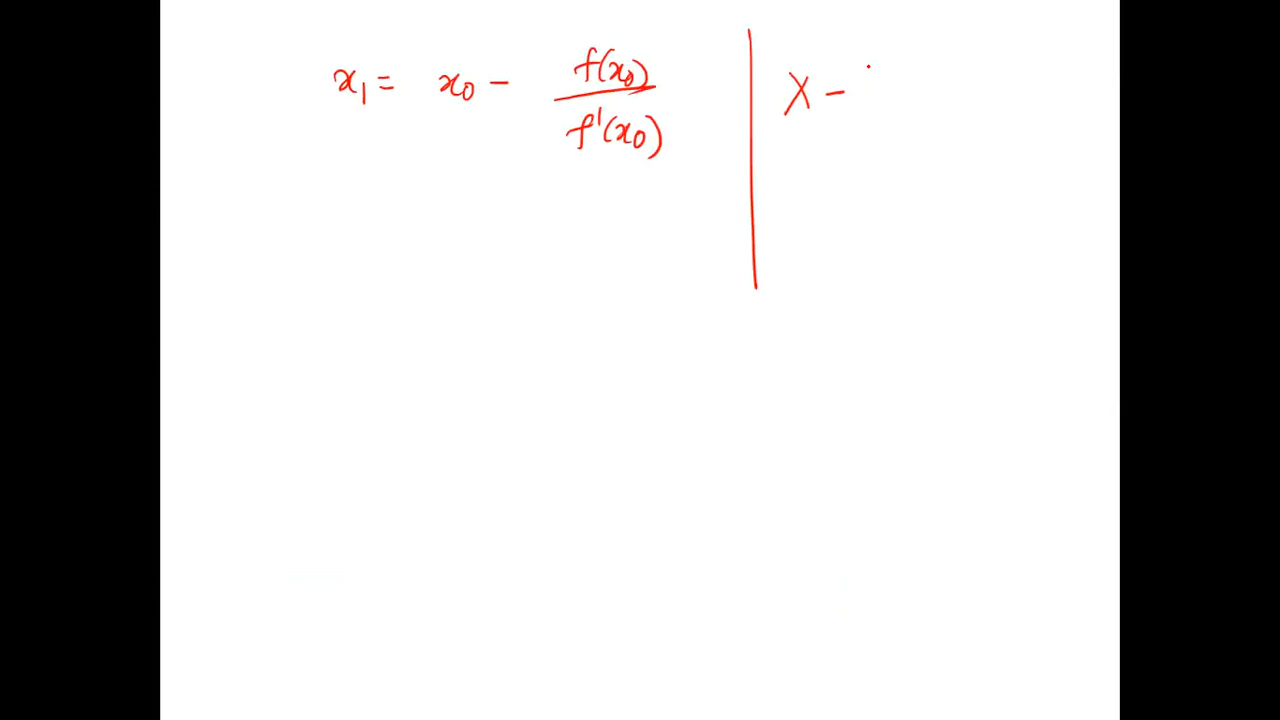 x₁ = x₀ − f(x₀) / f'(x₀)
X −